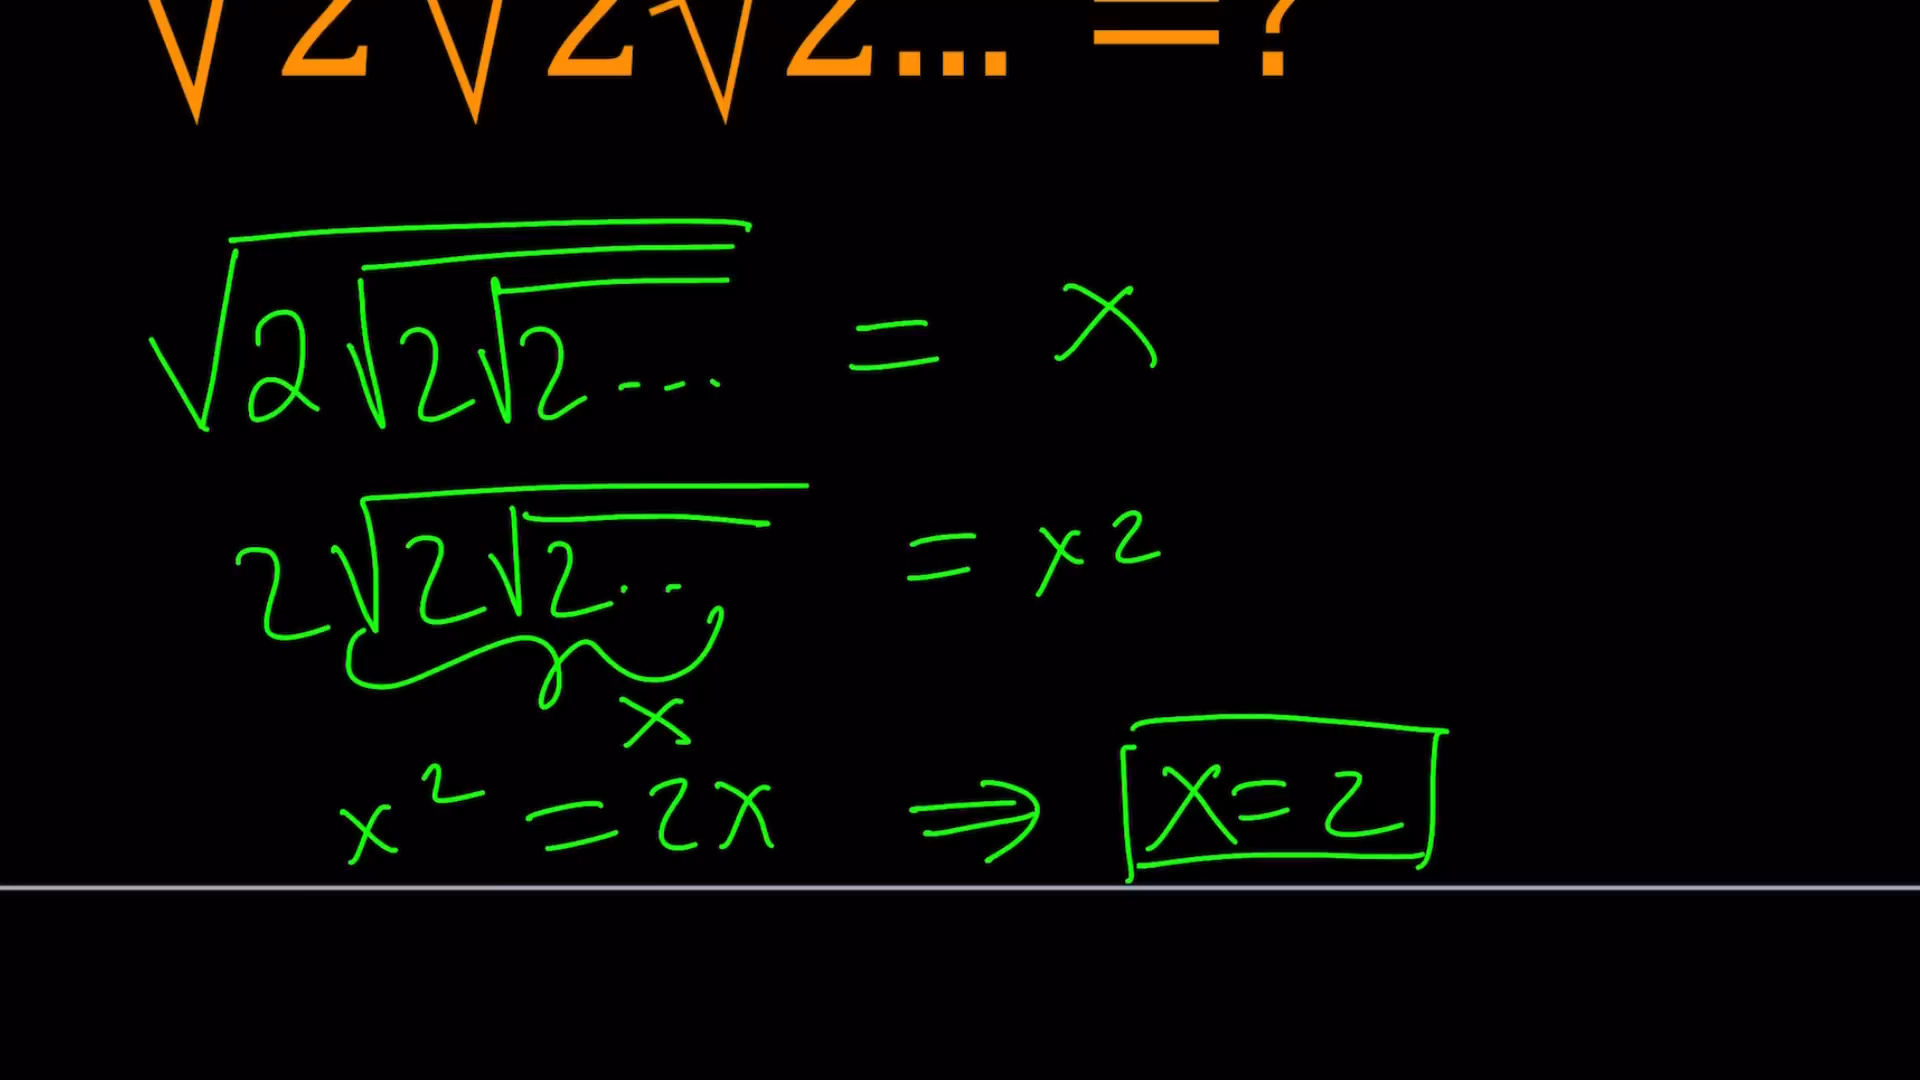 √2√2√2... =?
√2√2√2... = x
2√2√2... = x²
x
x² = 2x ⇒ x = 2